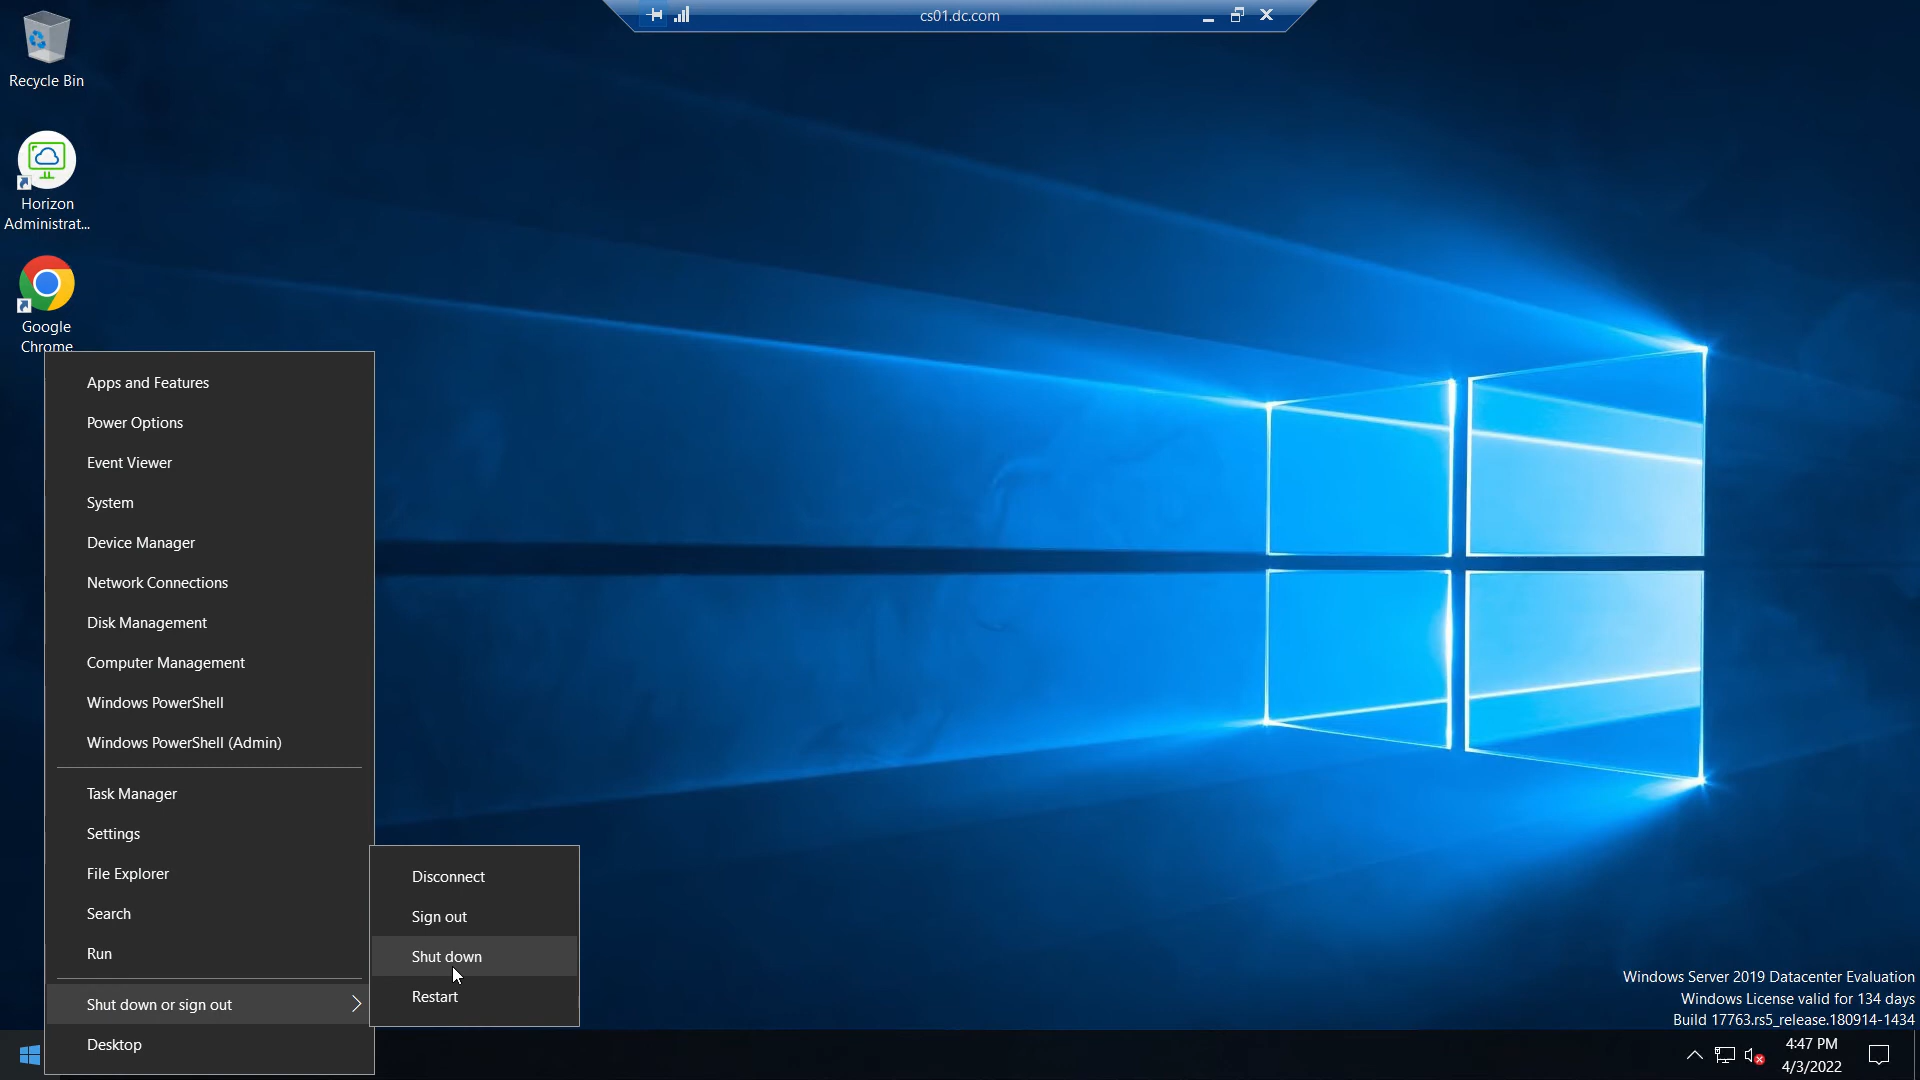 cs01.dc.com
Recycle Bin
Horizon
Administrat...
Google
Chrome
Apps and Features
Power Options
Event Viewer
System
Device Manager
Network Connections
Disk Management
Computer Management
Windows PowerShell
Windows PowerShell (Admin)
Task Manager
Settings
File Explorer
Search
Run
Shut down or sign out
Desktop
Disconnect
Sign out
Shut down
Restart
Windows Server 2019 Datacenter Evaluation
Windows License valid for 134 days
Build 17763.rs5_release.180914-1434
4:47 PM
4/3/2022